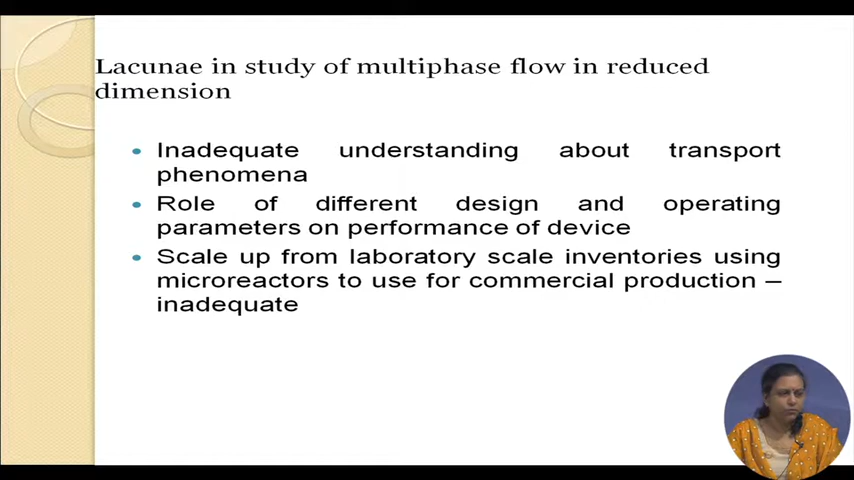 Lacunae in study of multiphase flow in reduced
dimension
• Inadequate understanding about transport
phenomena
• Role of different design and operating
parameters on performance of device
• Scale up from laboratory scale inventories using
microreactors to use for commercial production –
inadequate